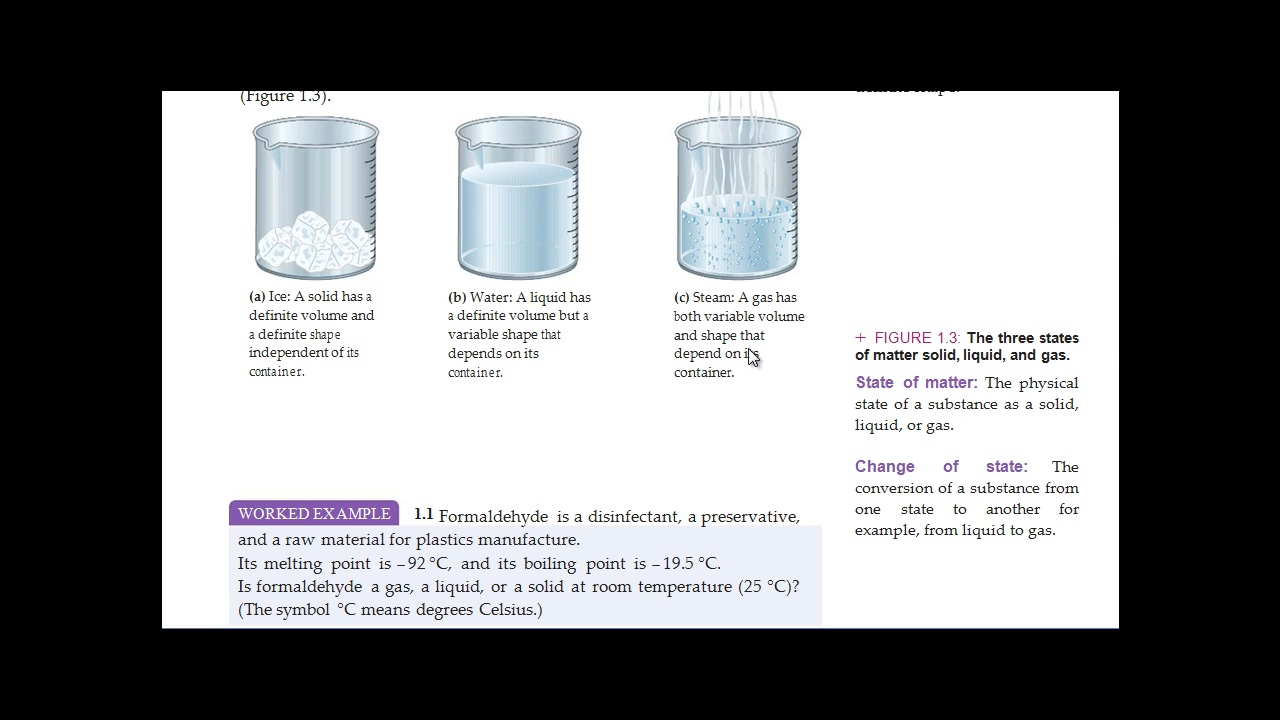 (Figure 1.3).
(a) Ice: A solid has a
definite volume and
a definite shape
independent of its
container.
(b) Water: A liquid has
a definite volume but a
variable shape that
depends on its
container.
(c) Steam: A gas has
both variable volume
and shape that
depend on its
container.
+ FIGURE 1.3: The three states
of matter solid, liquid, and gas.
State of matter: The physical
state of a substance as a solid,
liquid, or gas.
Change of state: The
conversion of a substance from
one state to another for
example, from liquid to gas.
WORKED EXAMPLE 1.1 Formaldehyde is a disinfectant, a preservative,
and a raw material for plastics manufacture.
Its melting point is –92 °C, and its boiling point is –19.5 °C.
Is formaldehyde a gas, a liquid, or a solid at room temperature (25 °C)?
(The symbol °C means degrees Celsius.)